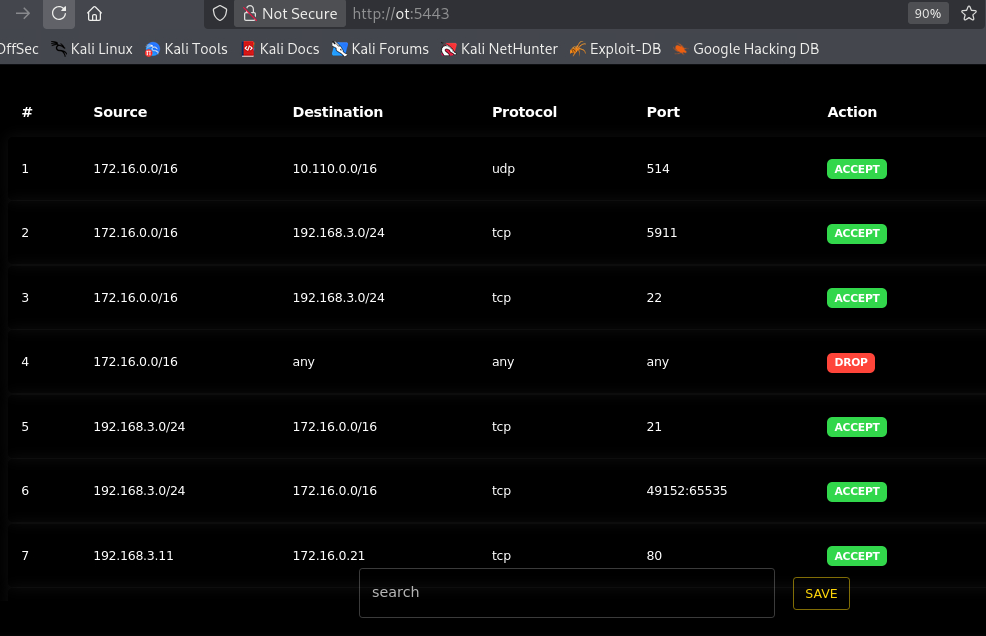 Not Secure http://ot:5443 90%
OffSec Kali Linux Kali Tools Kali Docs Kali Forums Kali NetHunter Exploit-DB Google Hacking DB
# Source Destination Protocol Port Action
1 172.16.0.0/16 10.110.0.0/16 udp 514 ACCEPT
2 172.16.0.0/16 192.168.3.0/24 tcp 5911 ACCEPT
3 172.16.0.0/16 192.168.3.0/24 tcp 22 ACCEPT
4 172.16.0.0/16 any any any DROP
5 192.168.3.0/24 172.16.0.0/16 tcp 21 ACCEPT
6 192.168.3.0/24 172.16.0.0/16 tcp 49152:65535 ACCEPT
7 192.168.3.11 172.16.0.21 tcp 80 ACCEPT
search SAVE